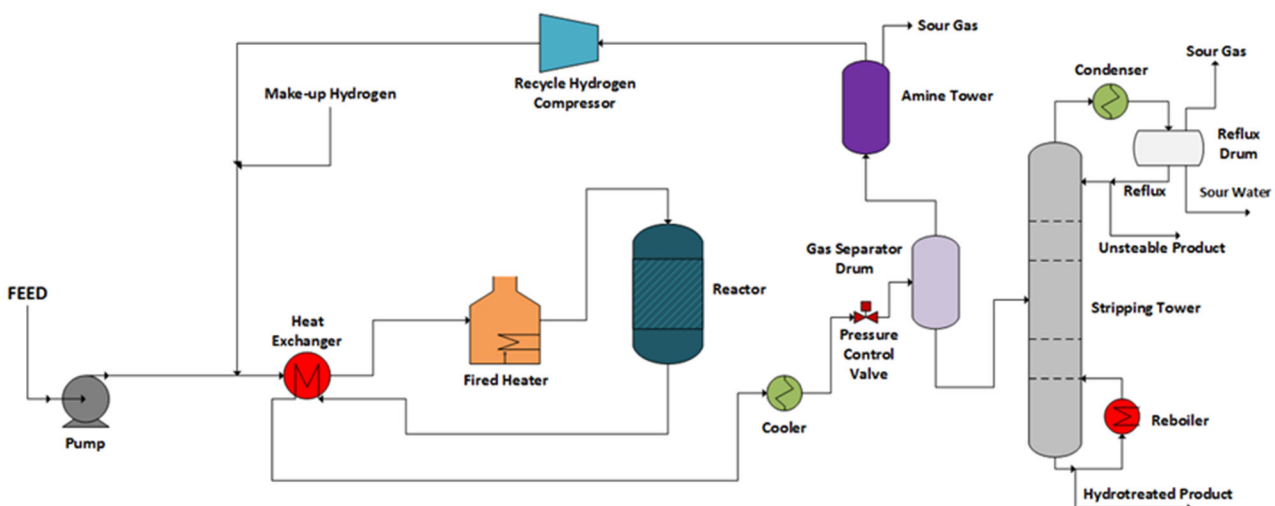 Sour Gas
Recycle Hydrogen
Compressor
Make-up Hydrogen
Amine Tower
Condenser
Sour Gas
Reflux
Drum
Reflux
Sour Water
Unsteable Product
Gas Separator
Drum
Reactor
FEED
Heat
Exchanger
Fired Heater
Pressure
Control
Valve
Stripping Tower
Pump
Cooler
Reboiler
Hydrotreated Product